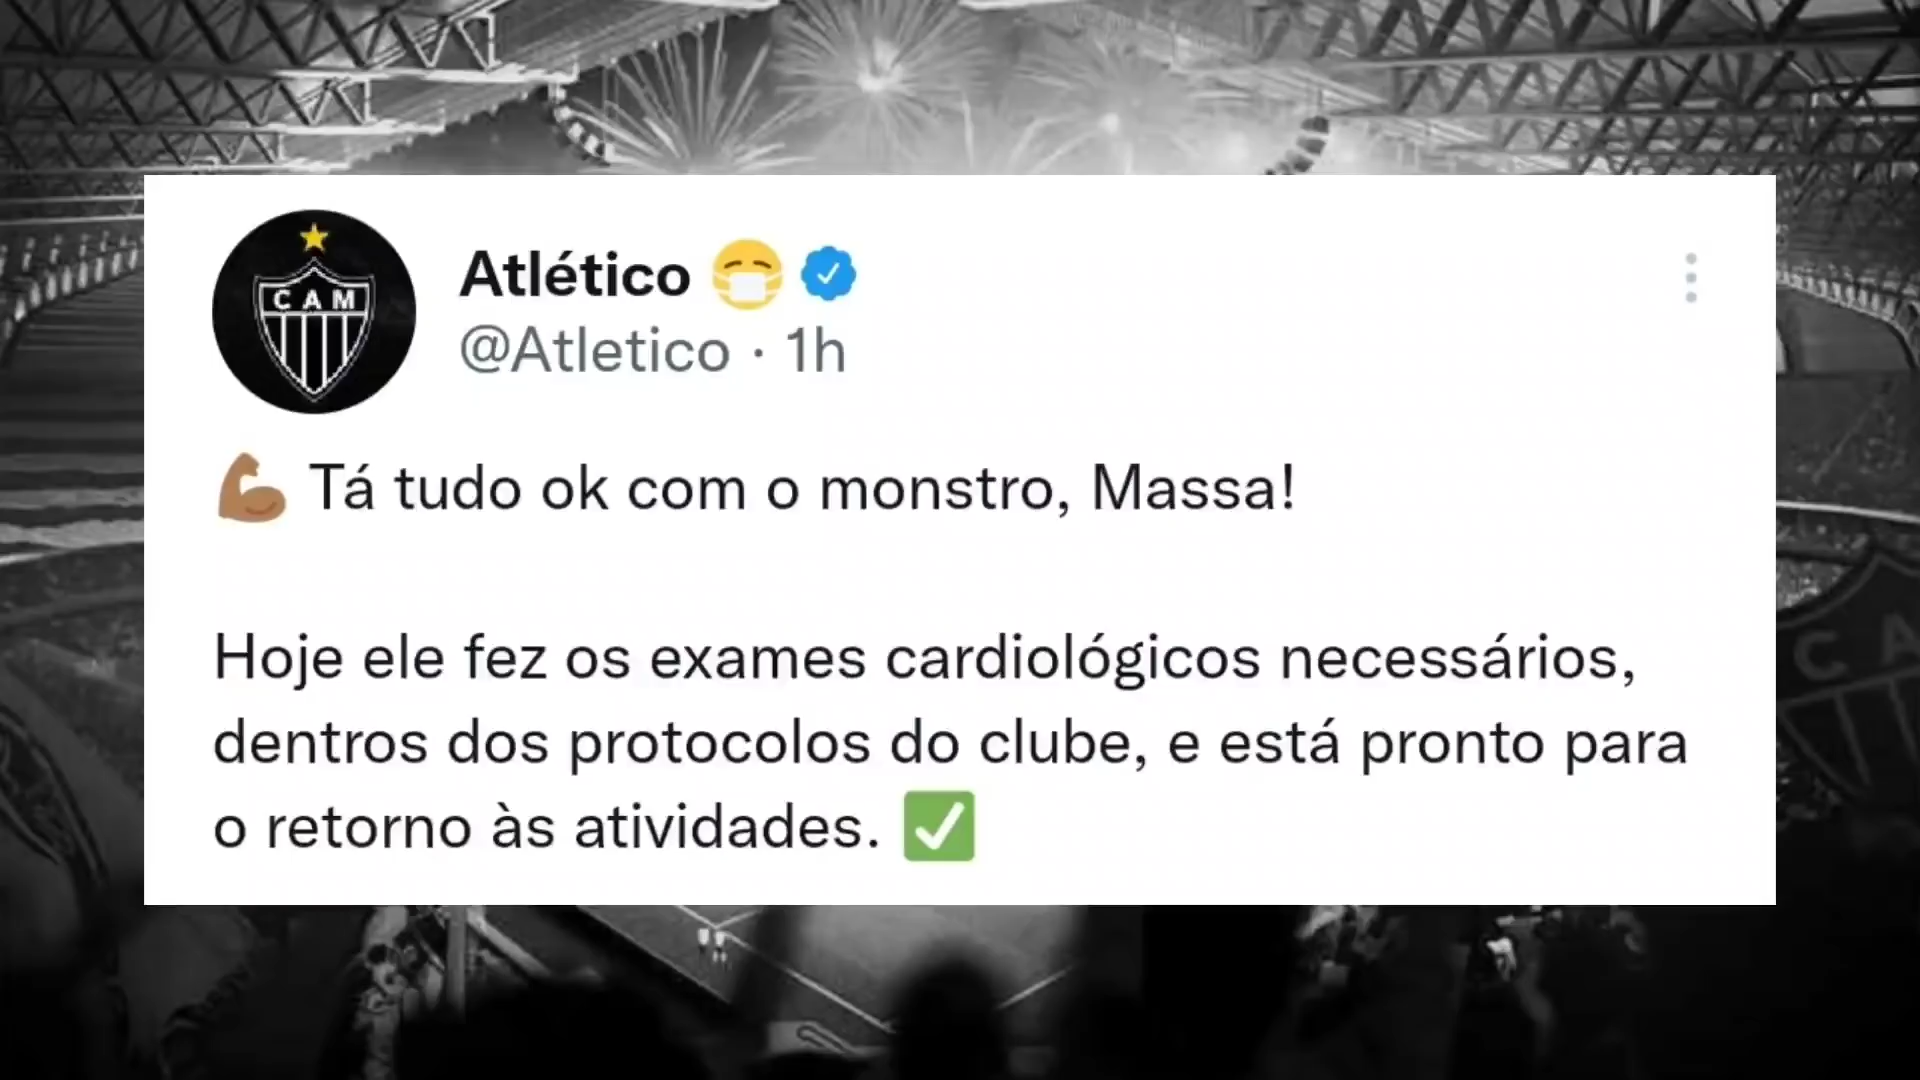 CAM
Atlético 😷
@Atletico · 1h
💪🏽 Tá tudo ok com o monstro, Massa!
Hoje ele fez os exames cardiológicos necessários,
dentros dos protocolos do clube, e está pronto para
o retorno às atividades. ✅
CA